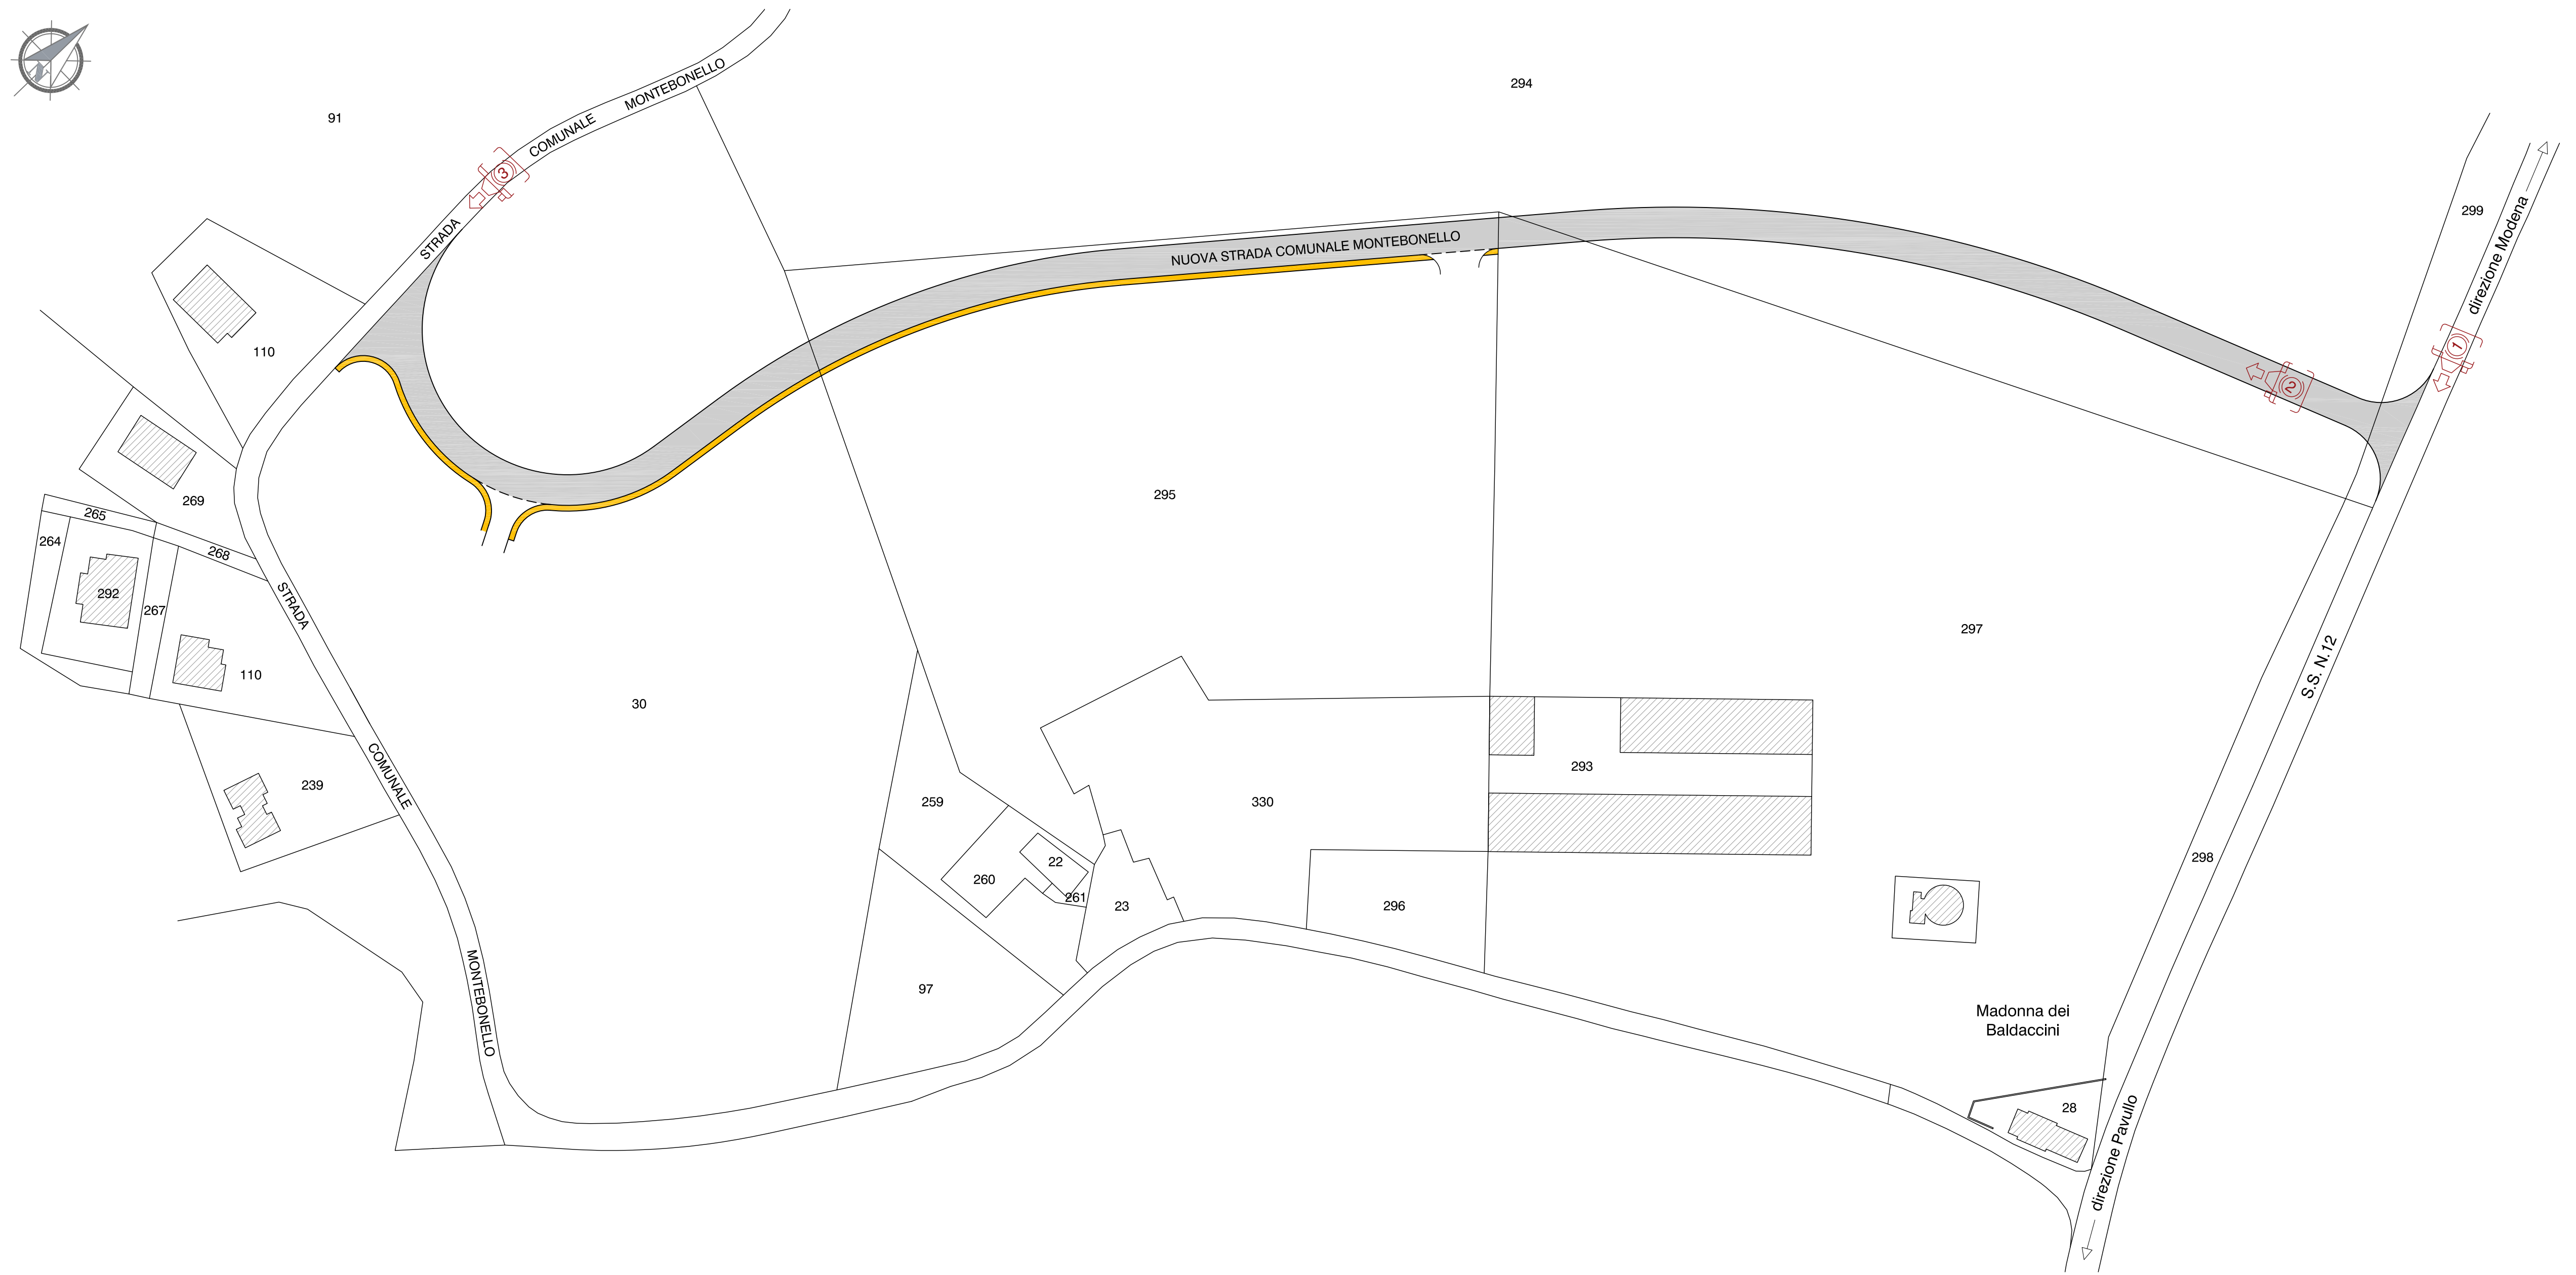 294
MONTEBONELLO
91
COMUNALE
3
299
direzione Modena
STRADA
NUOVA STRADA COMUNALE MONTEBONELLO
110
1
2
295
269
265
264
268
292
267
STRADA
297
S.S. N.12
110
30
COMUNALE
293
239
259
330
298
22
260
261
23
296
97
MONTEBONELLO
Madonna dei
Baldaccini
28
direzione Pavullo